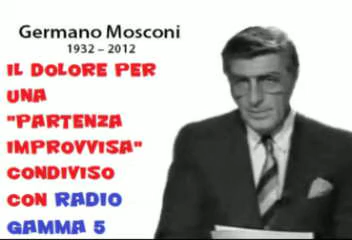 Germano Mosconi
1932 – 2012
IL DOLORE PER
UNA
"PARTENZA
IMPROVVISA"
CONDIVISO
CON RADIO
GAMMA 5